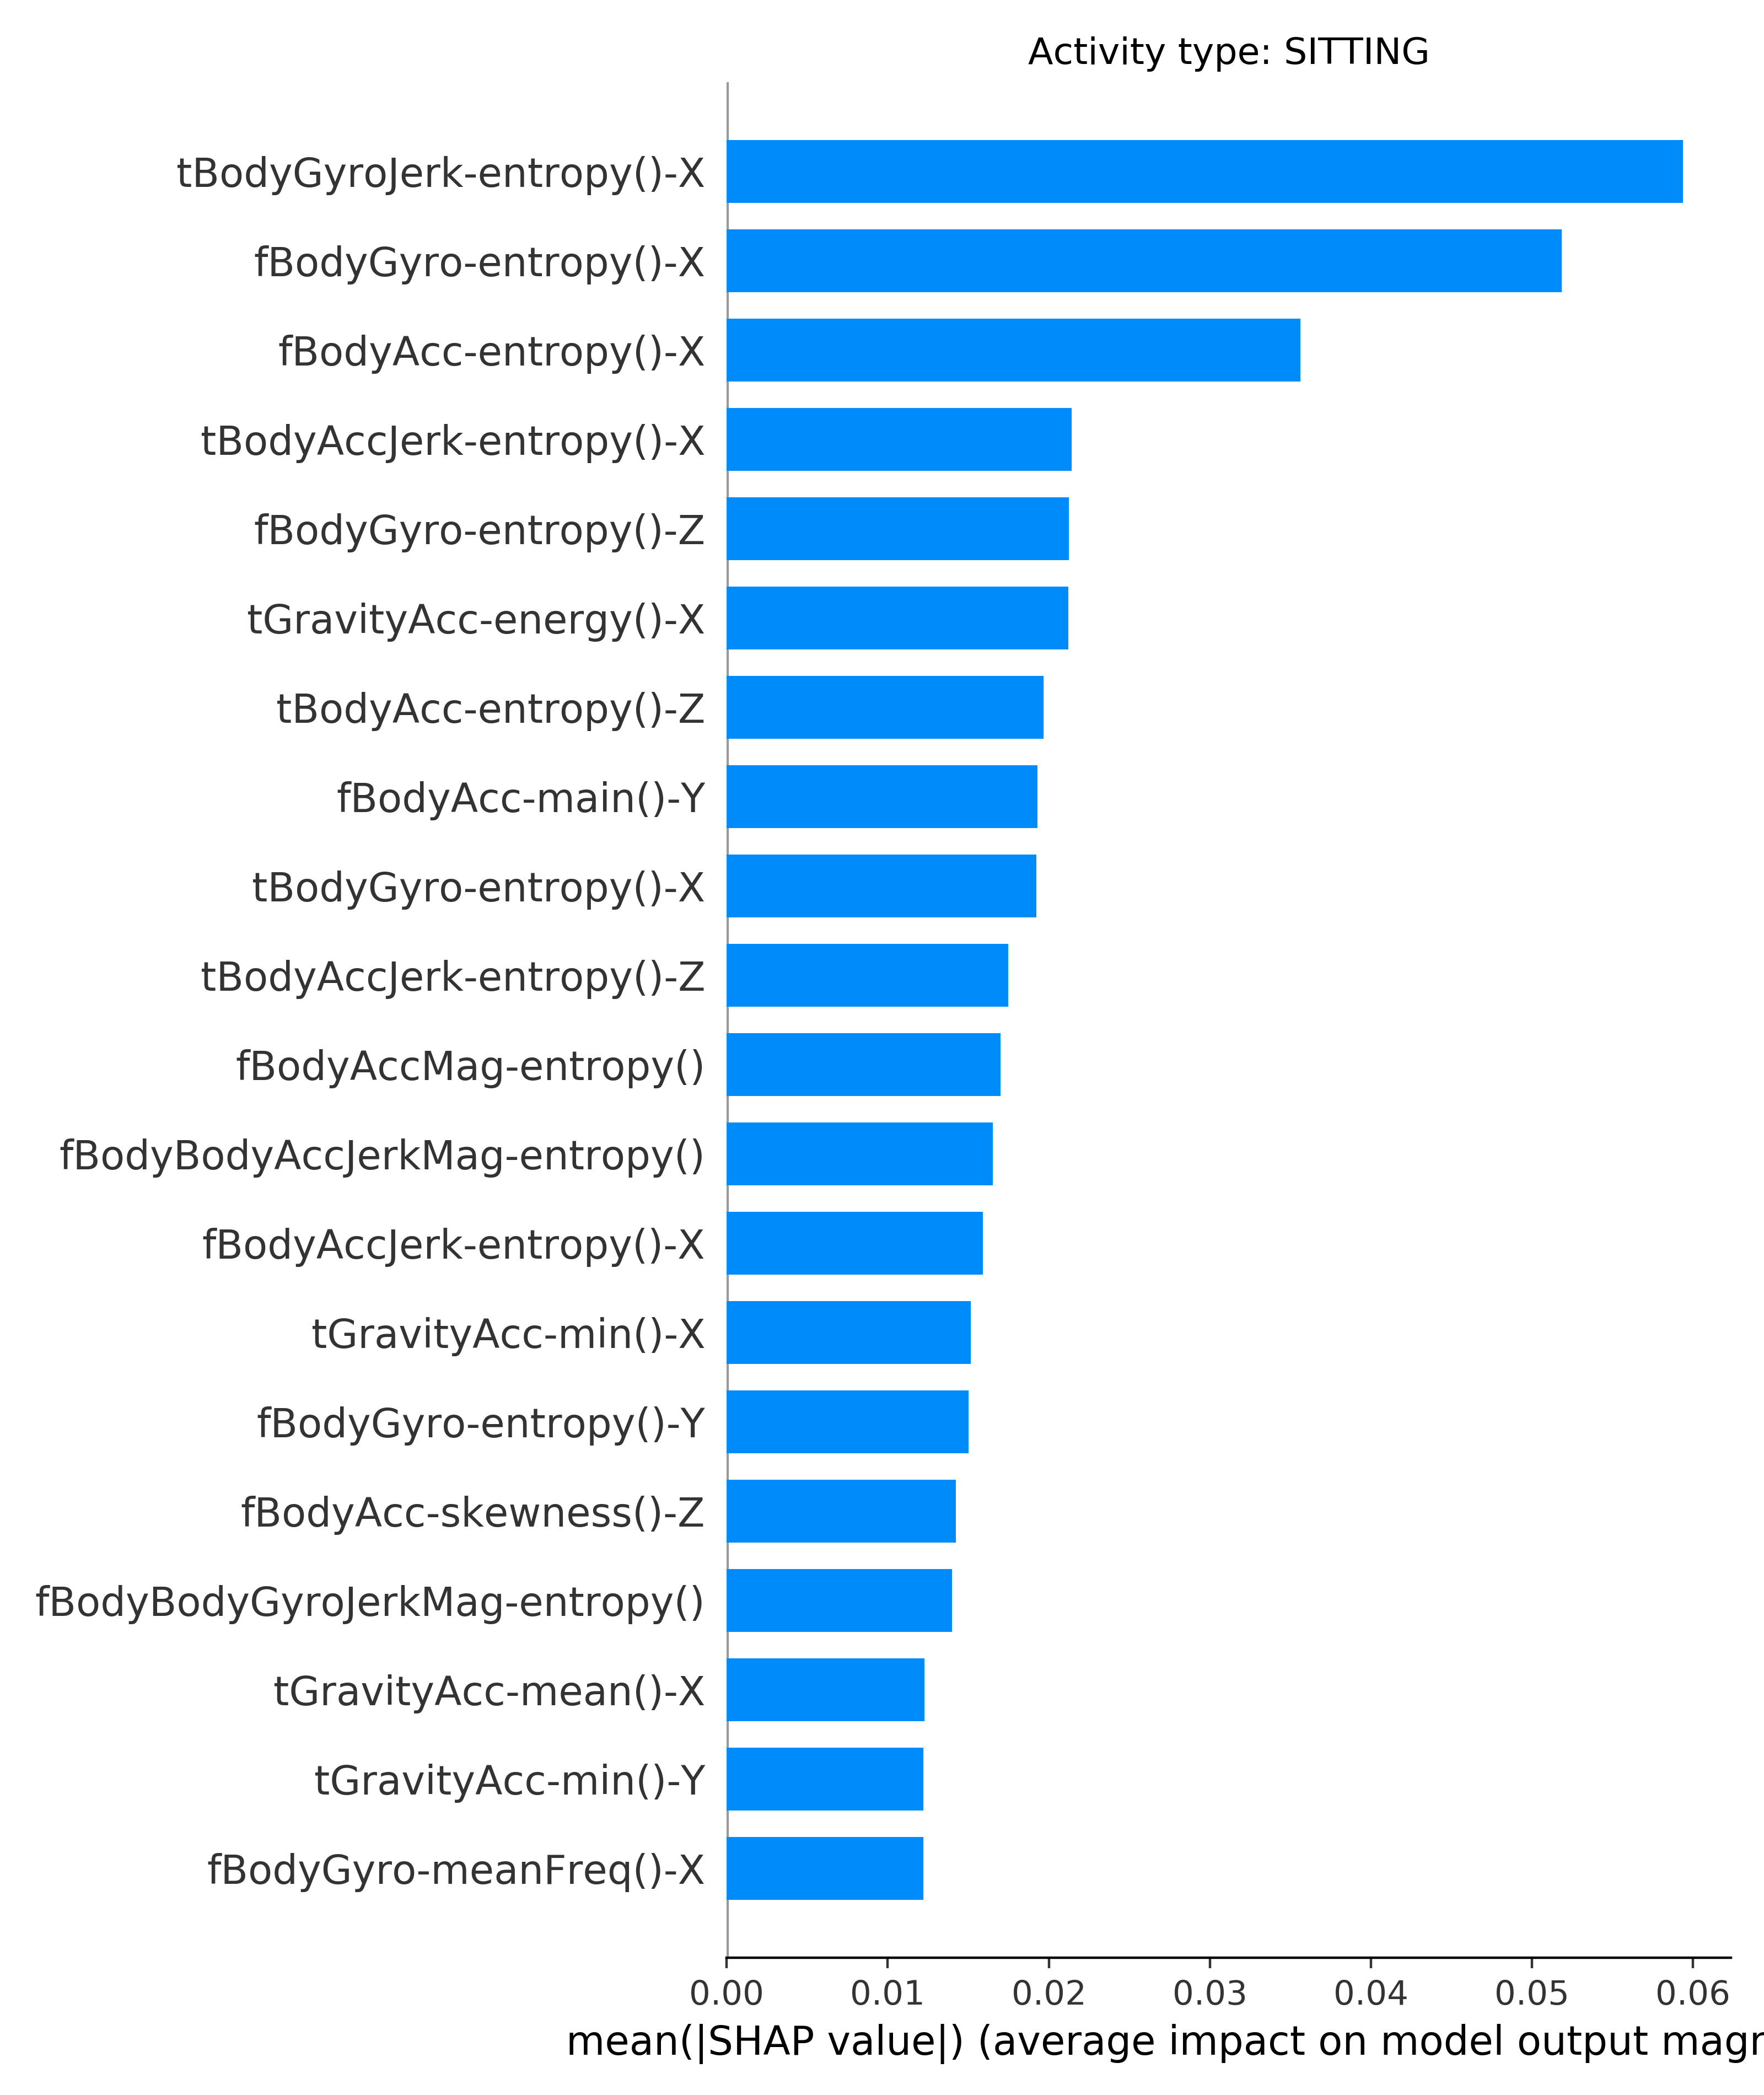 Activity type: SITTING
tBodyGyroJerk-entropy()-X
fBodyGyro-entropy()-X
fBodyAcc-entropy()-X
tBodyAccJerk-entropy()-X
fBodyGyro-entropy()-Z
tGravityAcc-energy()-X
tBodyAcc-entropy()-Z
fBodyAcc-main()-Y
tBodyGyro-entropy()-X
tBodyAccJerk-entropy()-Z
fBodyAccMag-entropy()
fBodyBodyAccJerkMag-entropy()
fBodyAccJerk-entropy()-X
tGravityAcc-min()-X
fBodyGyro-entropy()-Y
fBodyAcc-skewness()-Z
fBodyBodyGyroJerkMag-entropy()
tGravityAcc-mean()-X
tGravityAcc-min()-Y
fBodyGyro-meanFreq()-X
0.00 0.01 0.02 0.03 0.04 0.05 0.06
mean(|SHAP value|) (average impact on model output